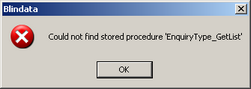 Blindata
Could not find stored procedure 'EnquiryType_GetList'
OK